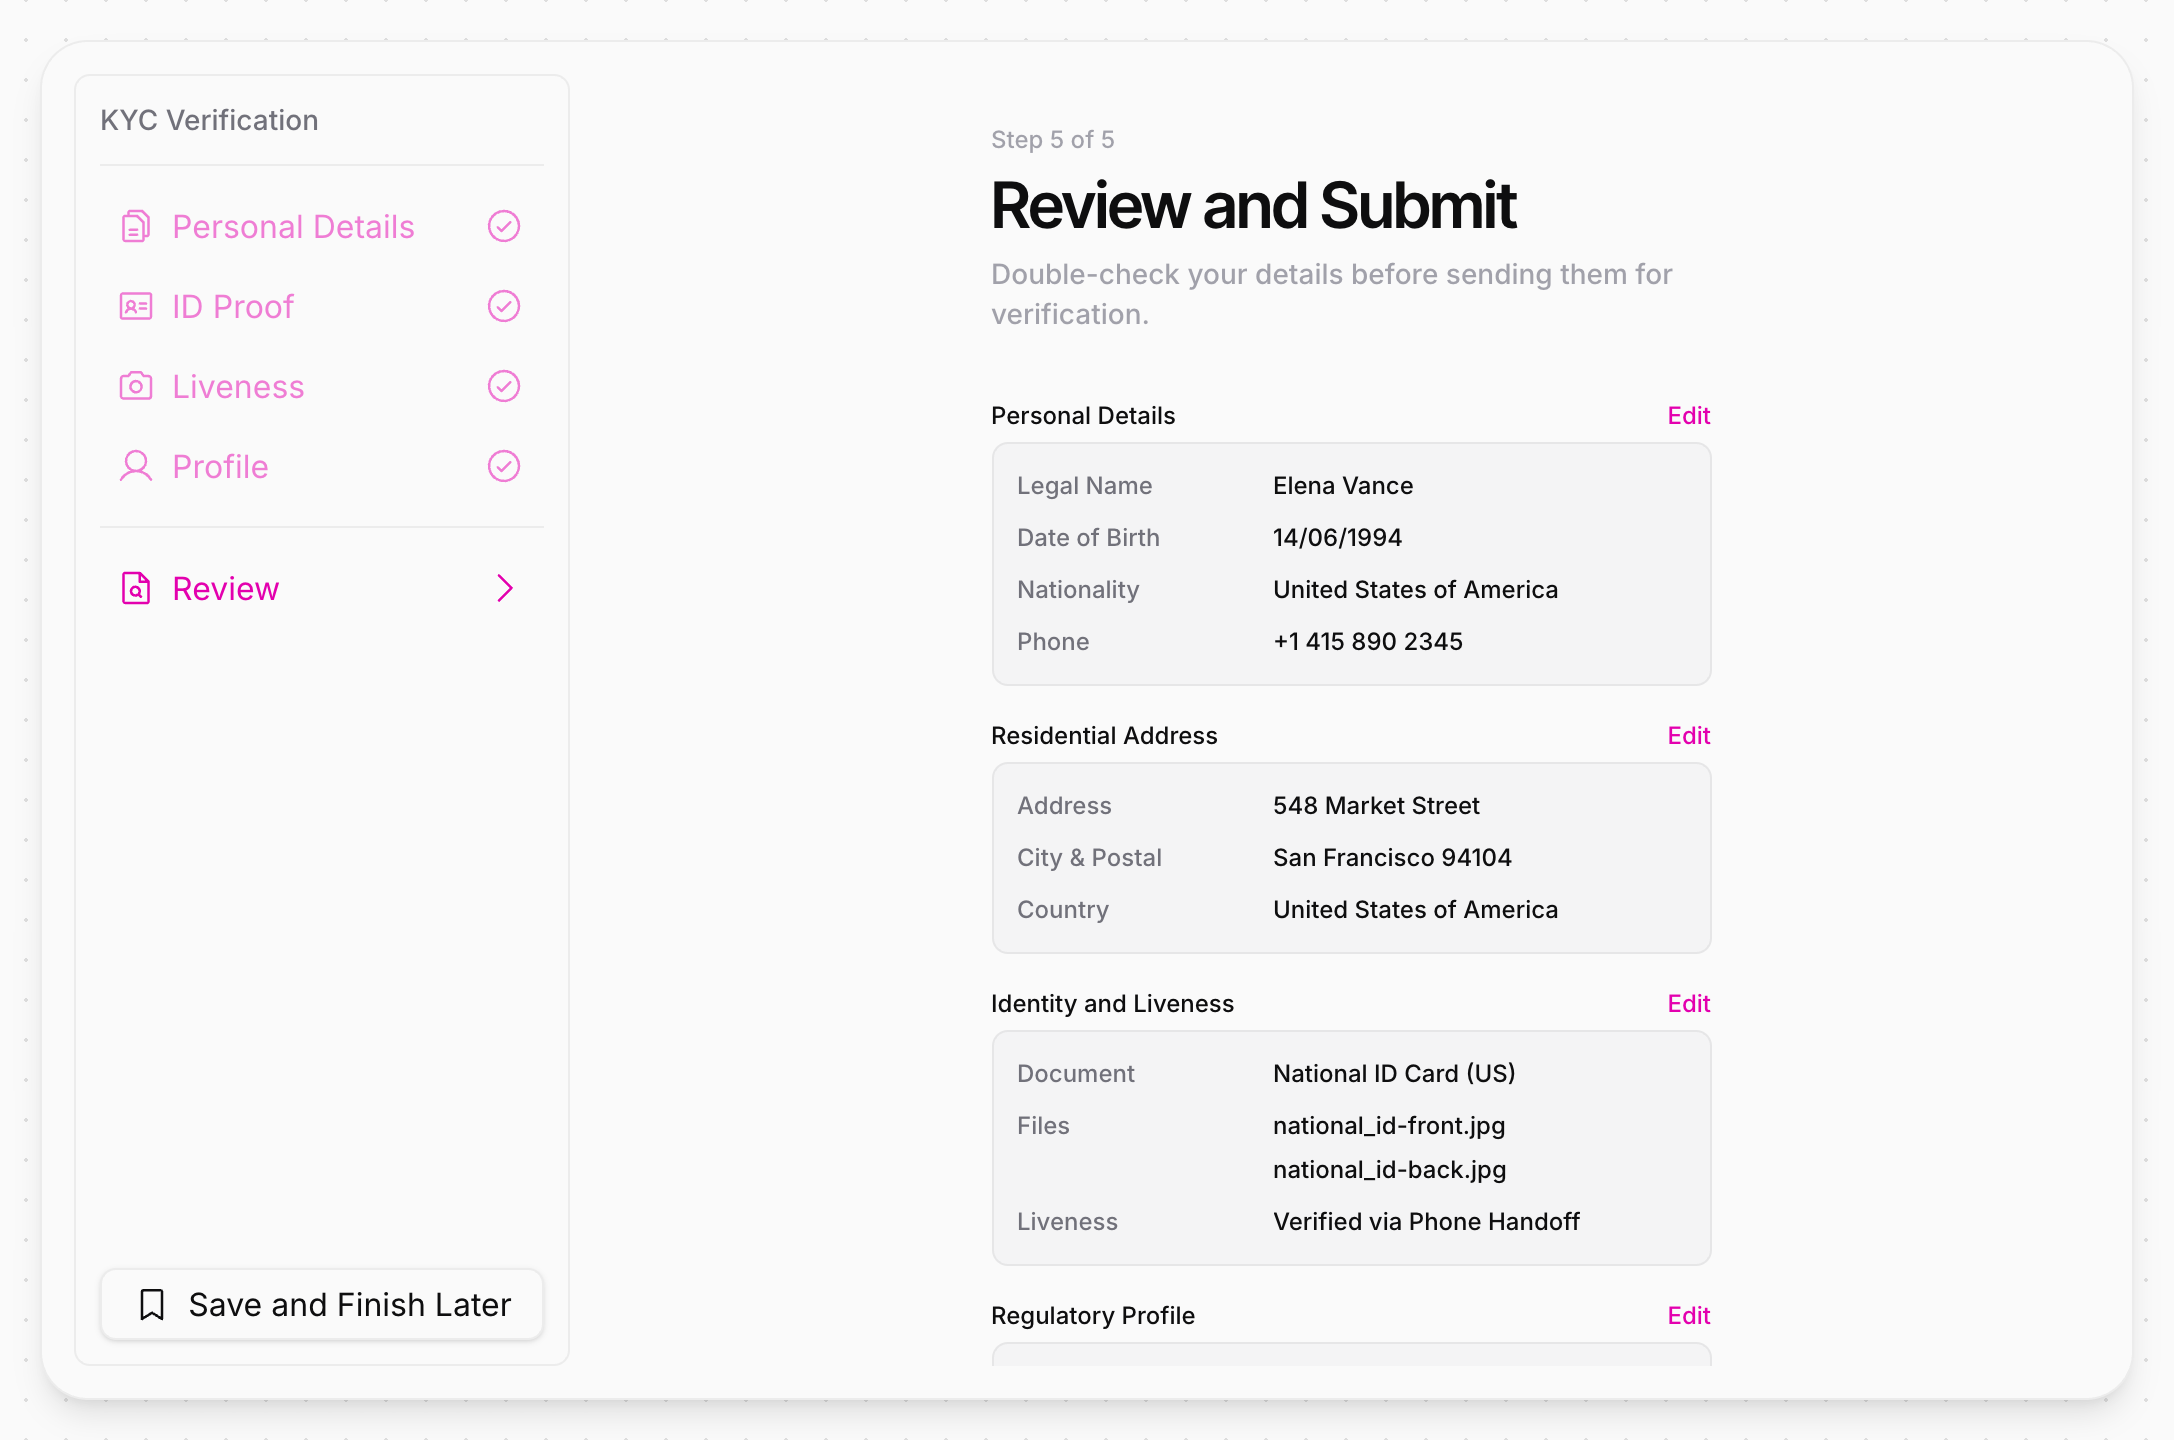 KYC Verification
Personal Details
ID Proof
Liveness
Profile
Review
Save and Finish Later
Step 5 of 5
Review and Submit
Double-check your details before sending them for
verification.
Personal Details Edit
Legal Name Elena Vance
Date of Birth 14/06/1994
Nationality United States of America
Phone +1 415 890 2345
Residential Address Edit
Address 548 Market Street
City & Postal San Francisco 94104
Country United States of America
Identity and Liveness Edit
Document National ID Card (US)
Files national_id-front.jpg
national_id-back.jpg
Liveness Verified via Phone Handoff
Regulatory Profile Edit